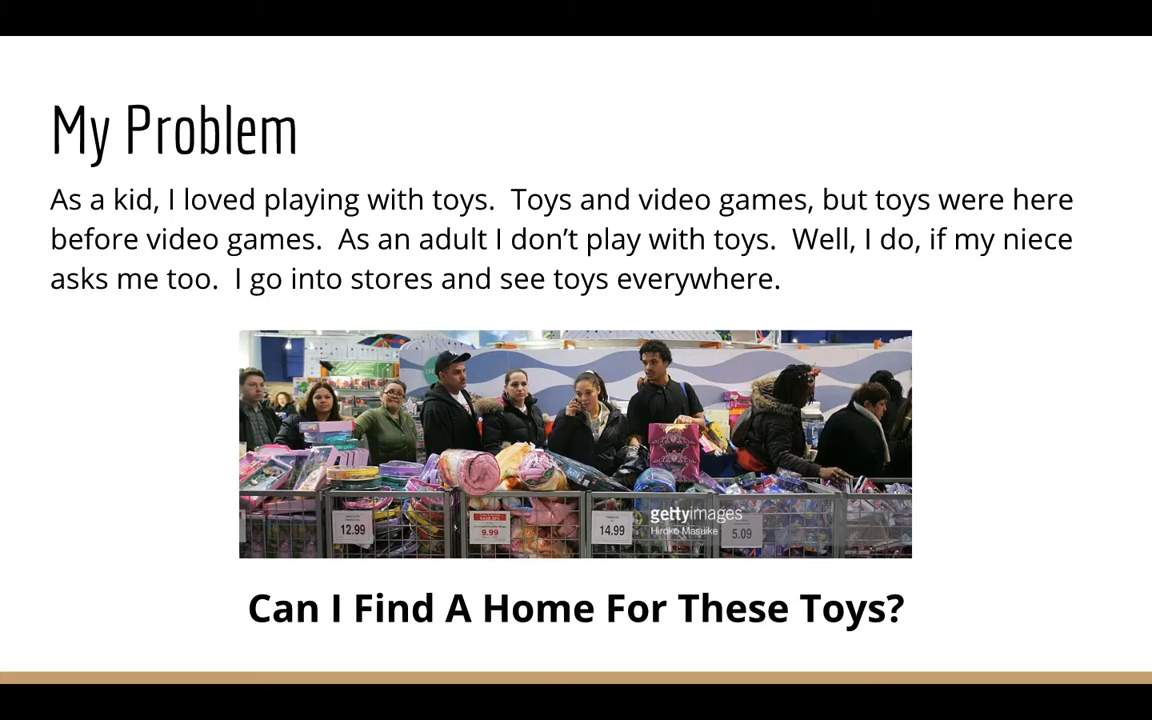 My Problem
As a kid, I loved playing with toys.  Toys and video games, but toys were here
before video games.  As an adult I don't play with toys.  Well, I do, if my niece
asks me too.  I go into stores and see toys everywhere.
12.99
9.99
14.99
5.09
gettyimages
Hiroko Masuike
Can I Find A Home For These Toys?